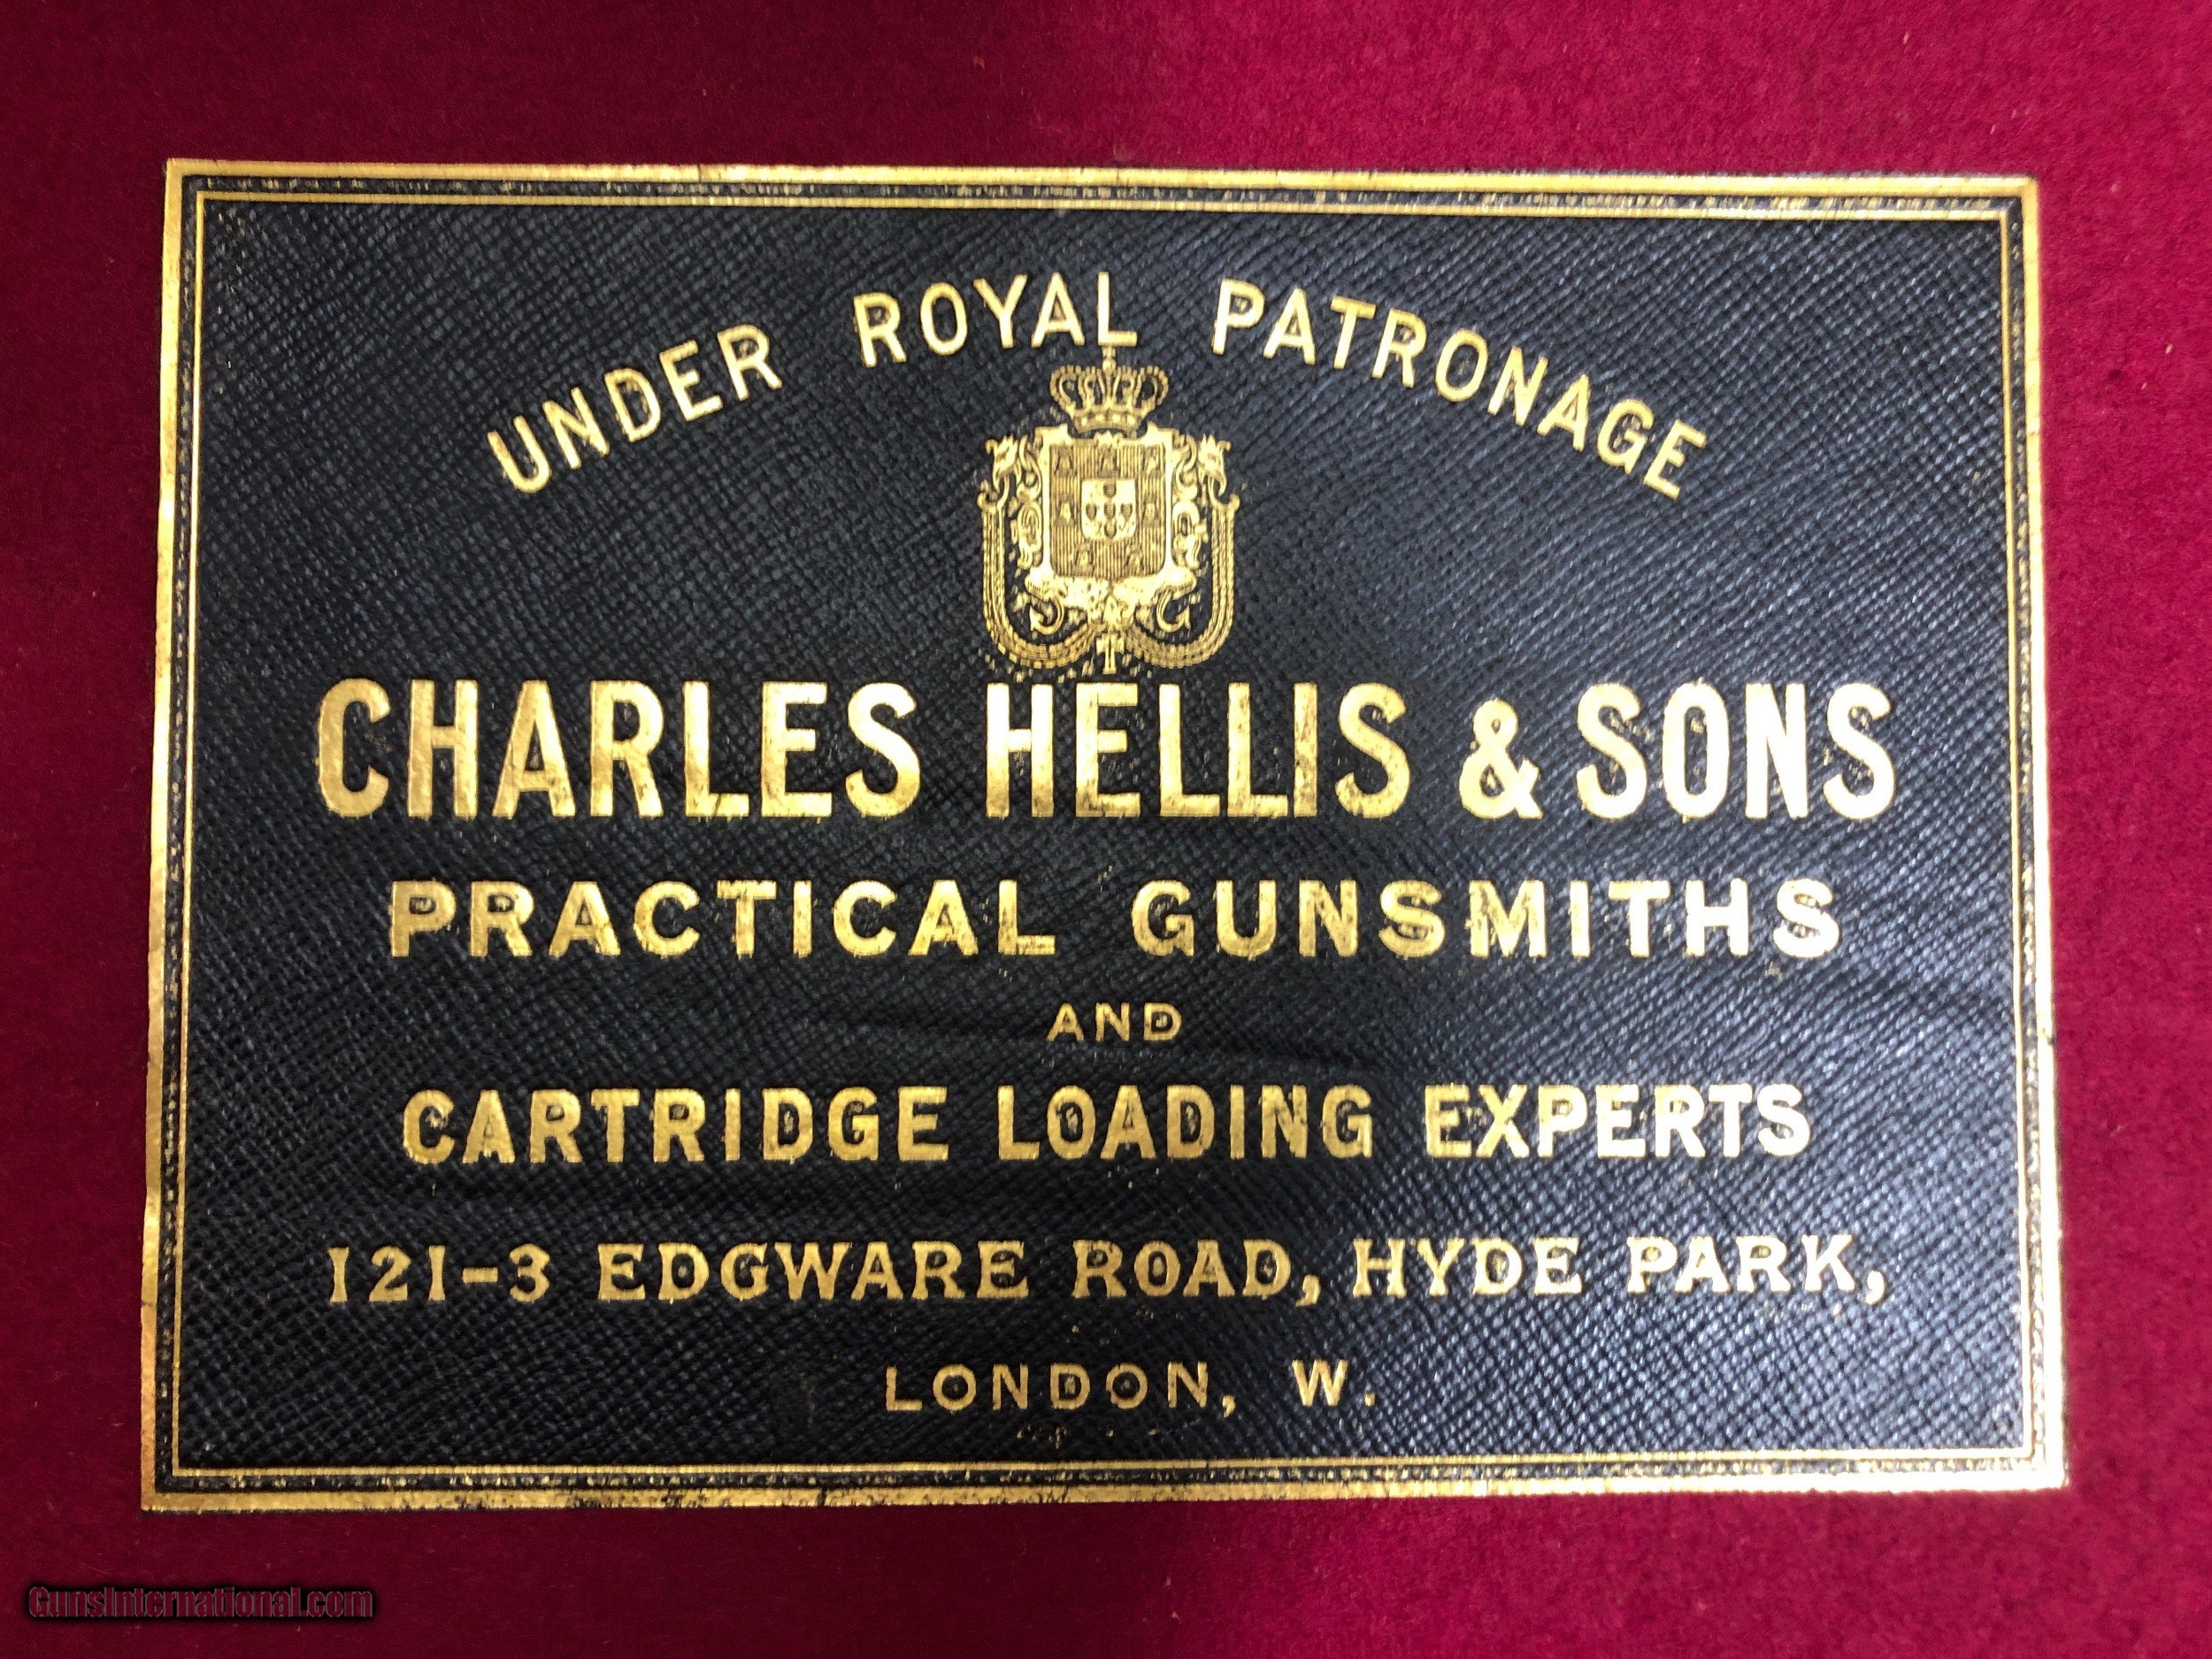 UNDER ROYAL PATRONAGE
CHARLES HELLIS & SONS
PRACTICAL GUNSMITHS
AND
CARTRIDGE LOADING EXPERTS
121-3 EDGWARE ROAD, HYDE PARK,
LONDON, W.
GunsInternational.com